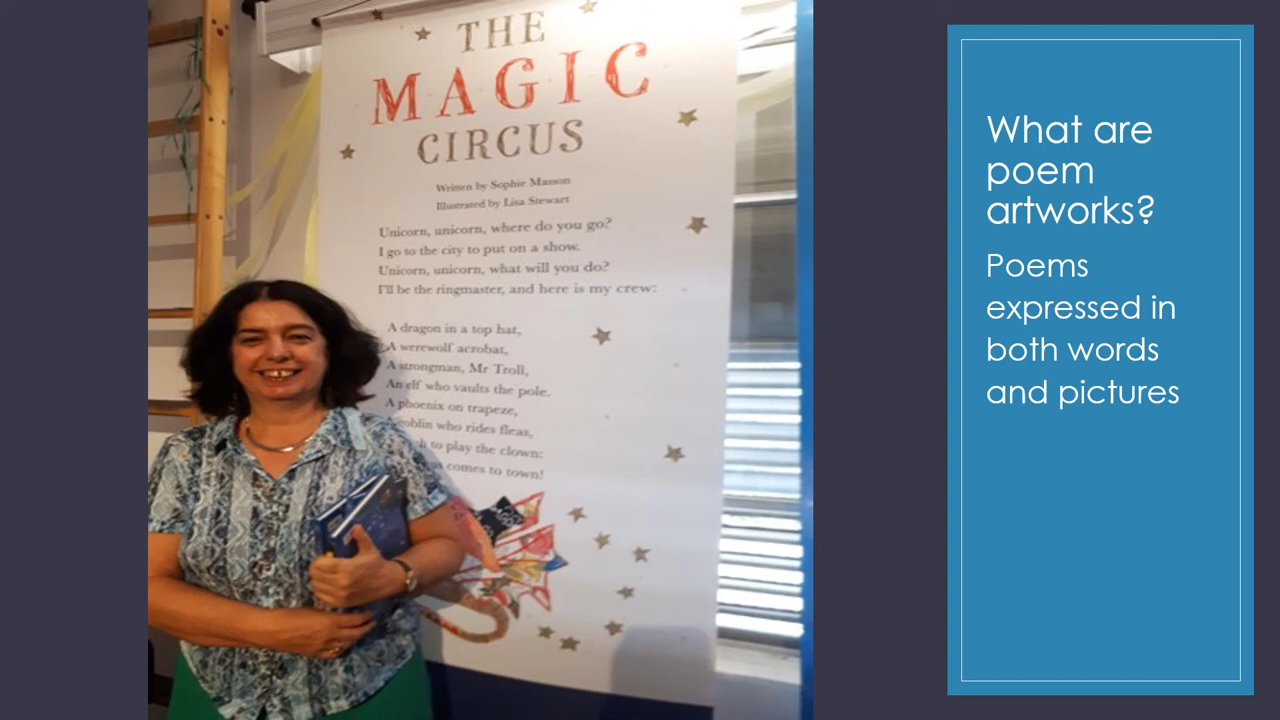 THE
MAGIC
CIRCUS
Written by Sophie Masson
Illustrated by Lisa Stewart
Unicorn, unicorn, where do you go?
I go to the city to put on a show.
Unicorn, unicorn, what will you do?
I'll be the ringmaster, and here is my crew:
A dragon in a top hat,
A werewolf acrobat,
A strongman, Mr Troll,
An elf who vaults the pole,
A phoenix on trapeze,
goblin who rides fleas,
to play the clown:
comes to town!
What are
poem
artworks?
Poems
expressed in
both words
and pictures